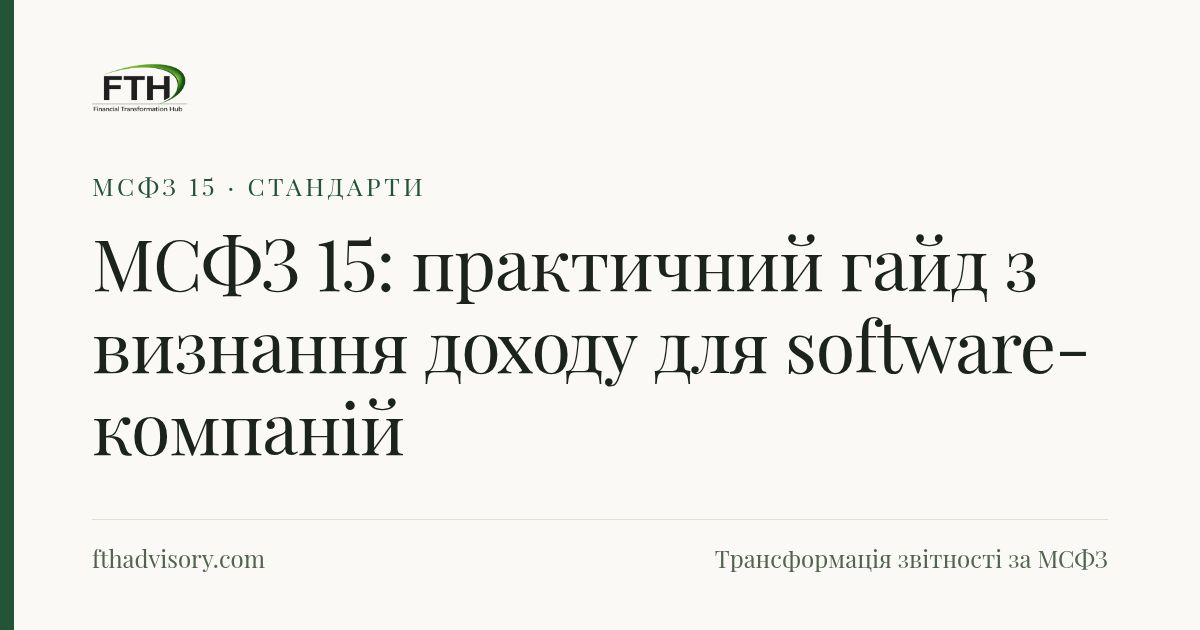 FTH
Financial Transformation Hub
МСФЗ 15 · СТАНДАРТИ
МСФЗ 15: практичний гайд з
визнання доходу для software-
компаній
fthadvisory.com
Трансформація звітності за МСФЗ